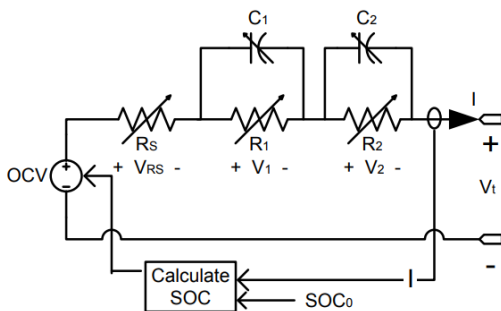 C1
C2
I
RS
R1
R2
+ VRS -
+ V1 -
+ V2 -
+
OCV
+
-
Vt
-
Calculate
SOC
I
SOC0